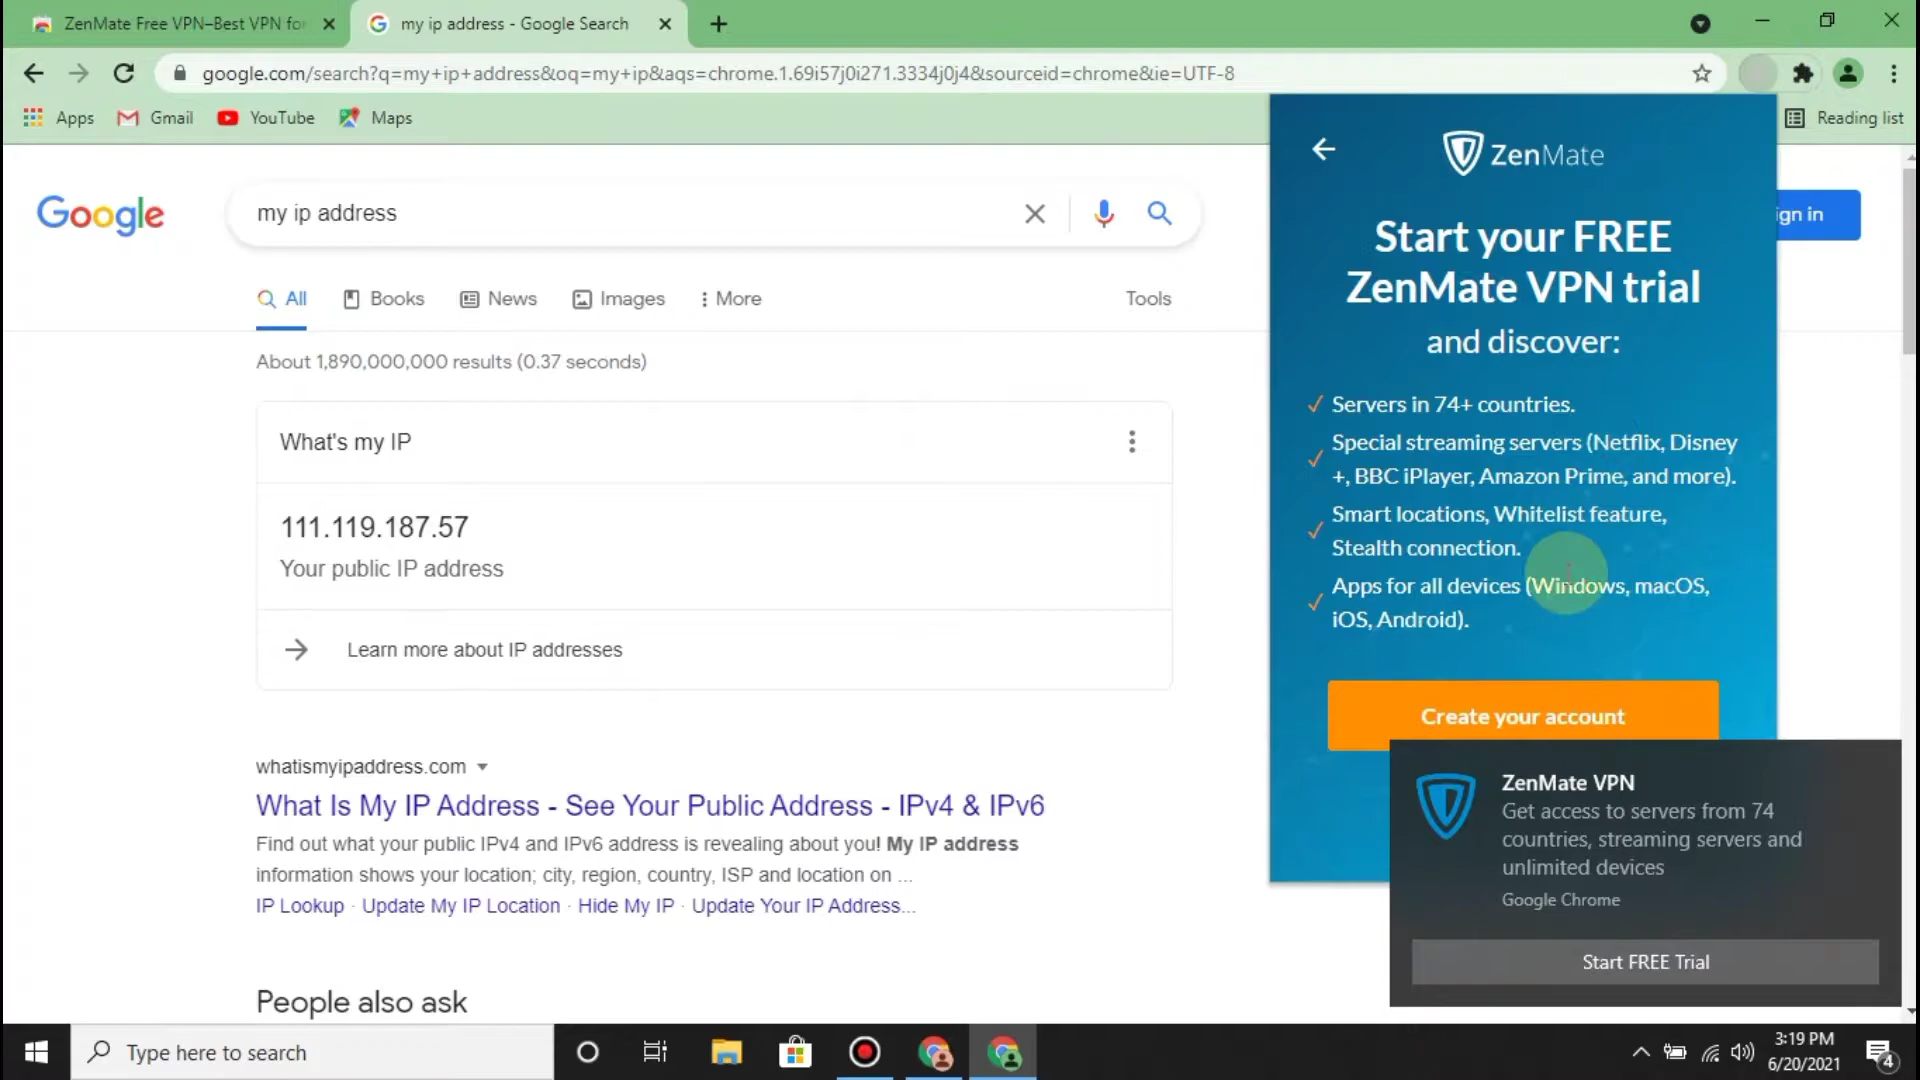 ZenMate Free VPN–Best VPN for
my ip address - Google Search
google.com/search?q=my+ip+address&oq=my+ip&aqs=chrome.1.69i57j0i271.3334j0j4&sourceid=chrome&ie=UTF-8
Apps
Gmail
YouTube
Maps
Reading list
Google
my ip address
gn in
All
Books
News
Images
More
Tools
About 1,890,000,000 results (0.37 seconds)
What's my IP
111.119.187.57
Your public IP address
Learn more about IP addresses
whatismyipaddress.com
What Is My IP Address - See Your Public Address - IPv4 & IPv6
Find out what your public IPv4 and IPv6 address is revealing about you! My IP address
information shows your location; city, region, country, ISP and location on ...
IP Lookup · Update My IP Location · Hide My IP · Update Your IP Address...
People also ask
ZenMate
Start your FREE
ZenMate VPN trial
and discover:
Servers in 74+ countries.
Special streaming servers (Netflix, Disney
+, BBC iPlayer, Amazon Prime, and more).
Smart locations, Whitelist feature,
Stealth connection.
Apps for all devices (Windows, macOS,
iOS, Android).
Create your account
ZenMate VPN
Get access to servers from 74
countries, streaming servers and
unlimited devices
Google Chrome
Start FREE Trial
Type here to search
3:19 PM
6/20/2021
4